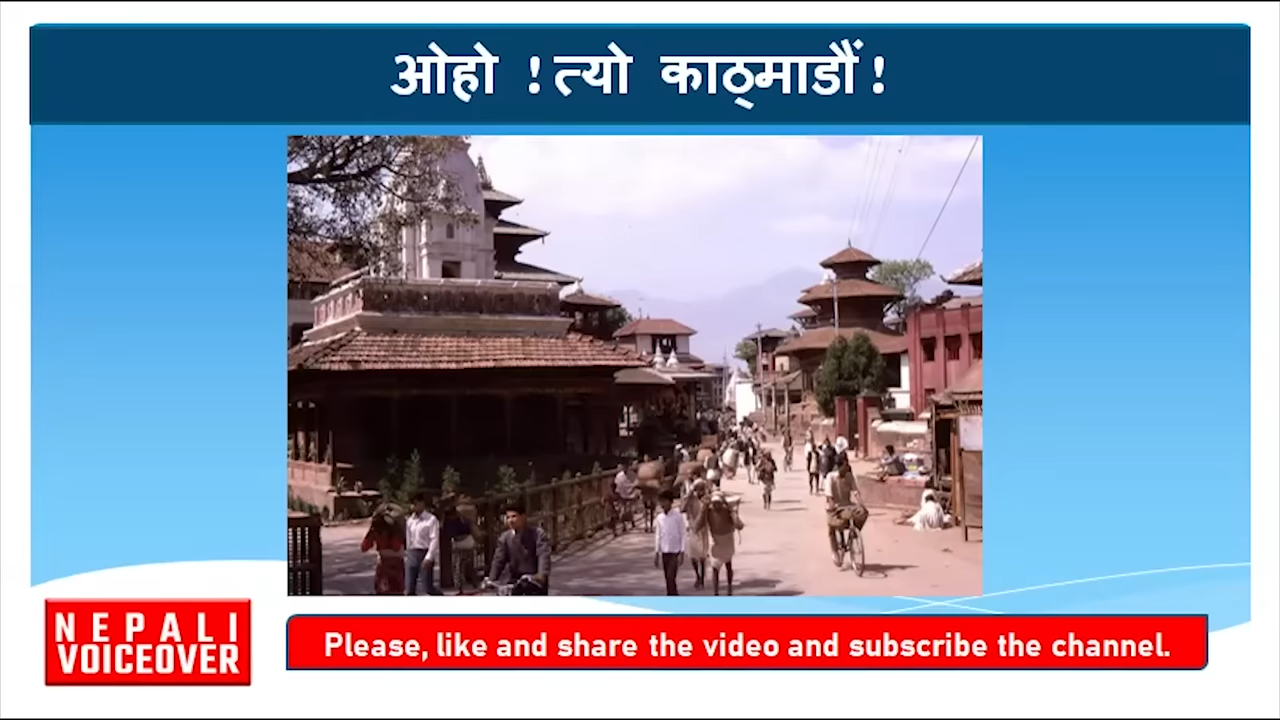 ओहो !त्यो काठ्माडौं!
NEPALI
VOICEOVER
Please, like and share the video and subscribe the channel.